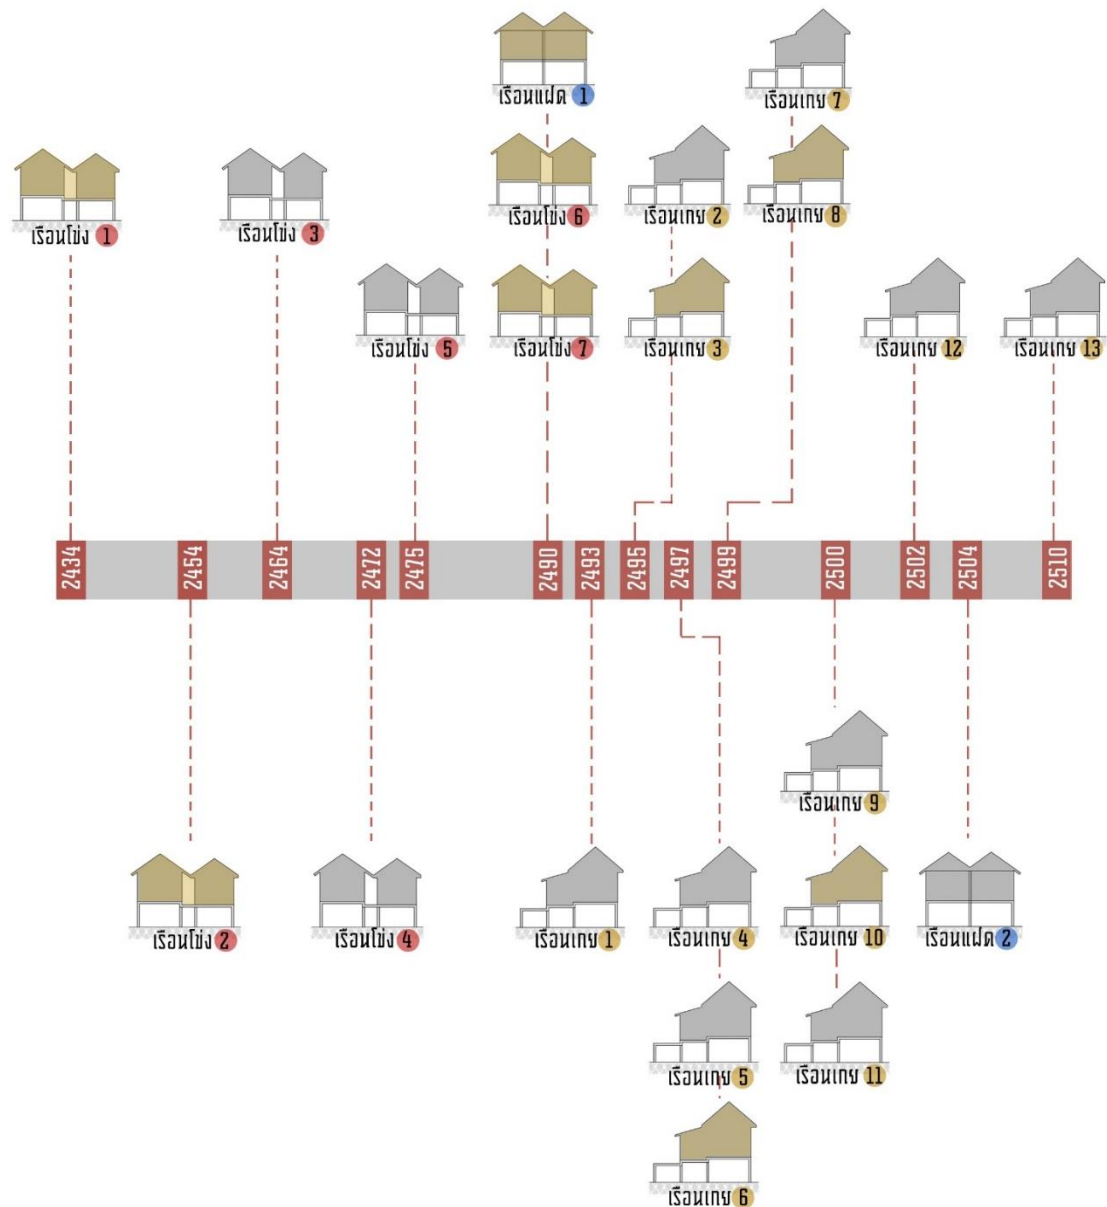 เรือนแฝด 1
เรือนเกย 7
เรือนโข่ง 1
เรือนโข่ง 3
เรือนโข่ง 6
เรือนเกย 2
เรือนเกย 8
เรือนโข่ง 5
เรือนโข่ง 7
เรือนเกย 3
เรือนเกย 12
เรือนเกย 13
2434
2454
2464
2472
2475
2490
2493
2495
2497
2499
2500
2502
2504
2510
เรือนเกย 9
เรือนโข่ง 2
เรือนโข่ง 4
เรือนเกย 1
เรือนเกย 4
เรือนเกย 10
เรือนแฝด 2
เรือนเกย 5
เรือนเกย 11
เรือนเกย 6